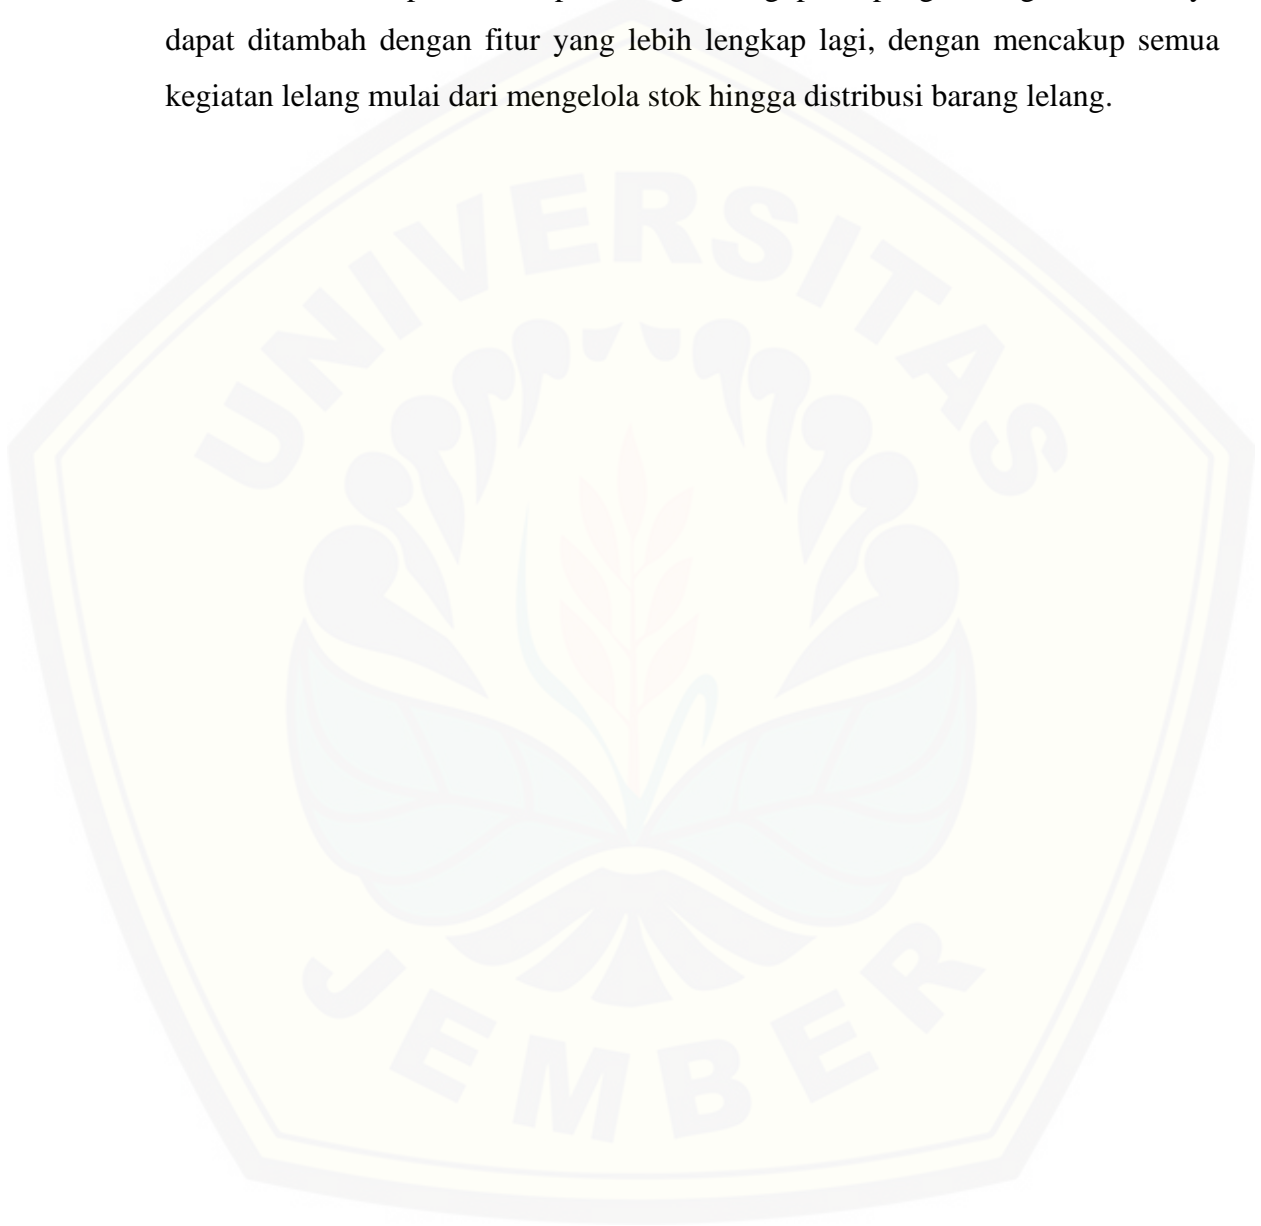 dapat ditambah dengan fitur yang lebih lengkap lagi, dengan mencakup semua
kegiatan lelang mulai dari mengelola stok hingga distribusi barang lelang.
UNIVERSITAS
JEMBER